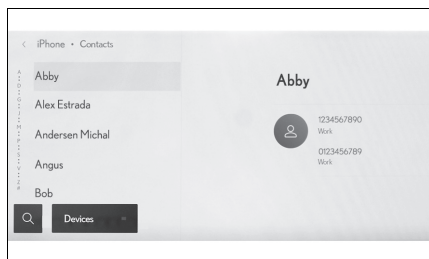 iPhone • Contacts
Abby
Alex Estrada
Andersen Michal
Angus
Bob
Devices
Abby
1234567890
Work
0123456789
Work